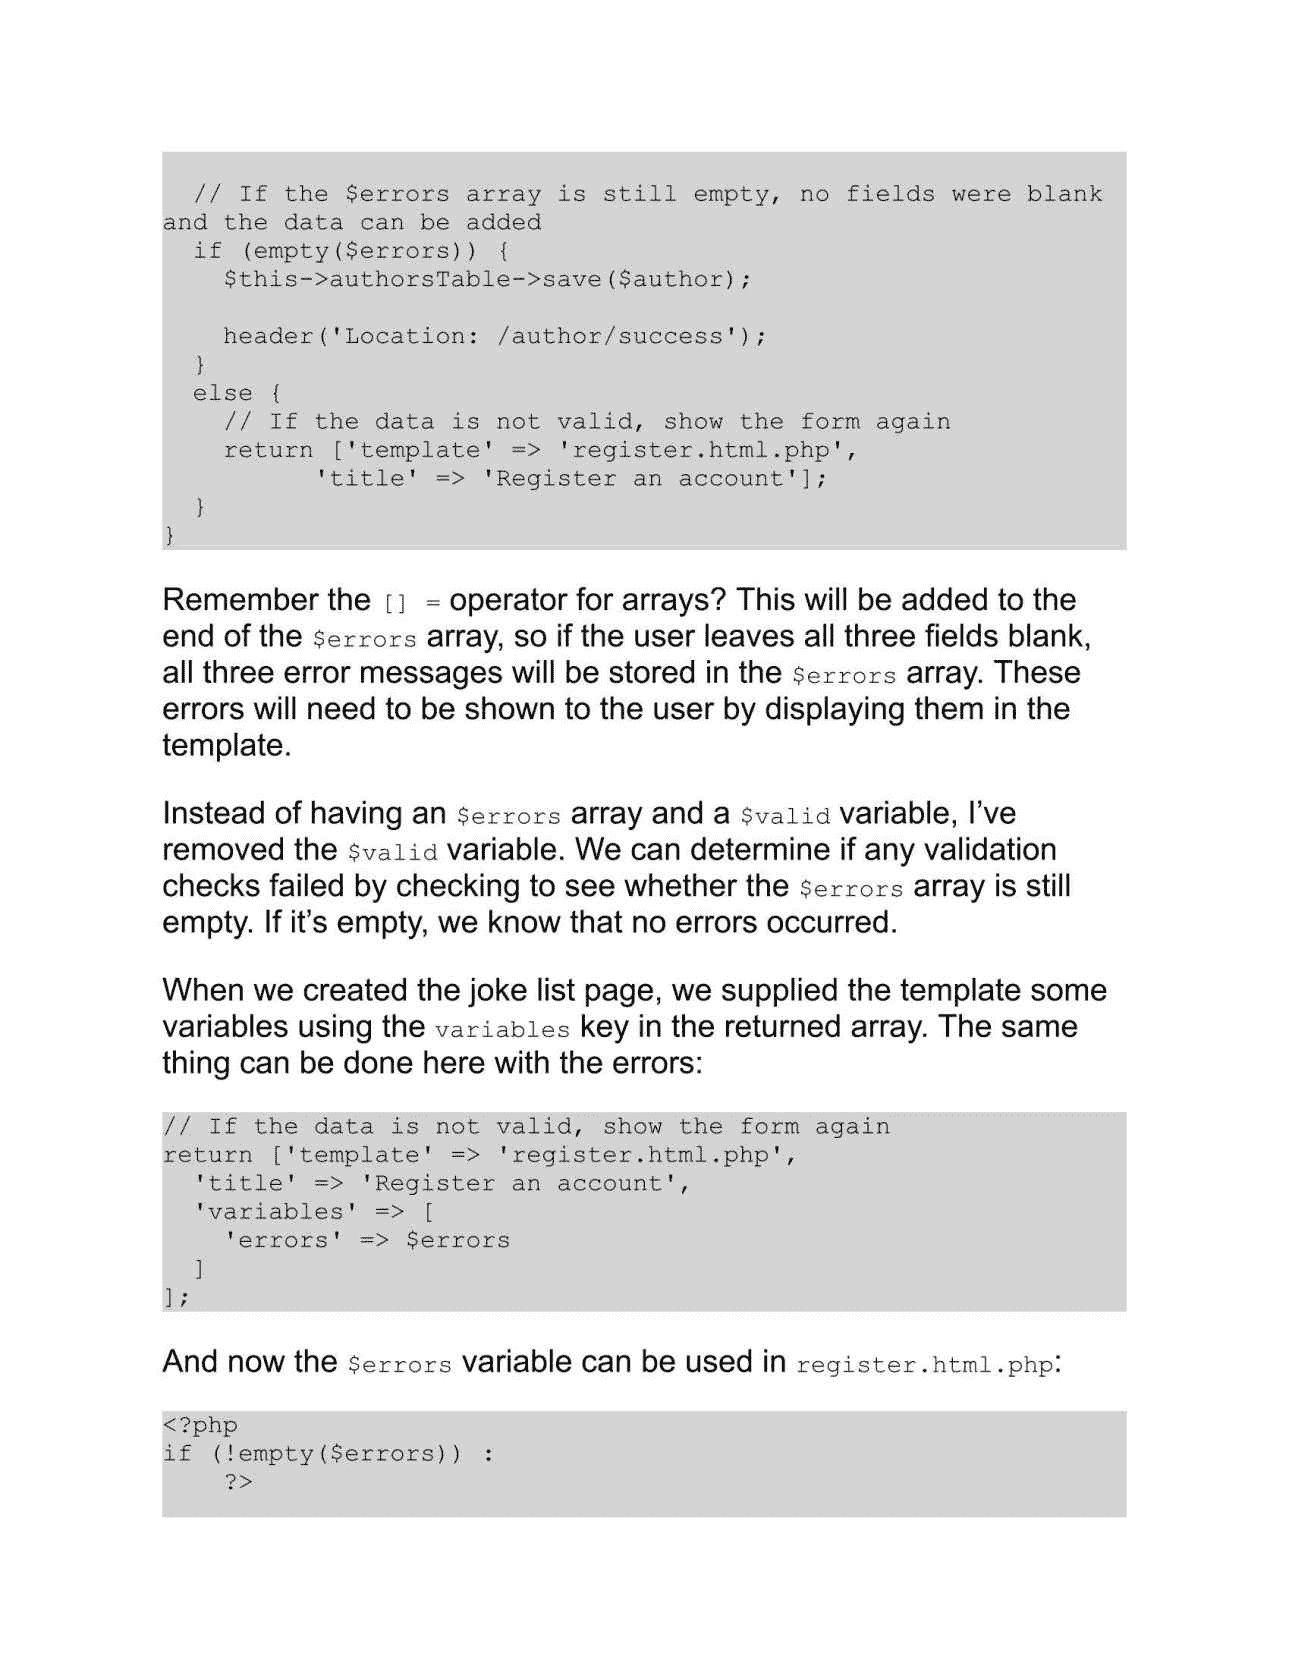 // If the $errors array is still empty, no fields were blank
and the data can be added
  if (empty($errors)) {
    $this->authorsTable->save($author);

    header('Location: /author/success');
  }
  else {
    // If the data is not valid, show the form again
    return ['template' => 'register.html.php',
          'title' => 'Register an account'];
  }
}
Remember the [] = operator for arrays? This will be added to the
end of the $errors array, so if the user leaves all three fields blank,
all three error messages will be stored in the $errors array. These
errors will need to be shown to the user by displaying them in the
template.
Instead of having an $errors array and a $valid variable, I’ve
removed the $valid variable. We can determine if any validation
checks failed by checking to see whether the $errors array is still
empty. If it’s empty, we know that no errors occurred.
When we created the joke list page, we supplied the template some
variables using the variables key in the returned array. The same
thing can be done here with the errors:
// If the data is not valid, show the form again
return ['template' => 'register.html.php',
  'title' => 'Register an account',
  'variables' => [
    'errors' => $errors
  ]
];
And now the $errors variable can be used in register.html.php:
<?php
if (!empty($errors)) :
    ?>